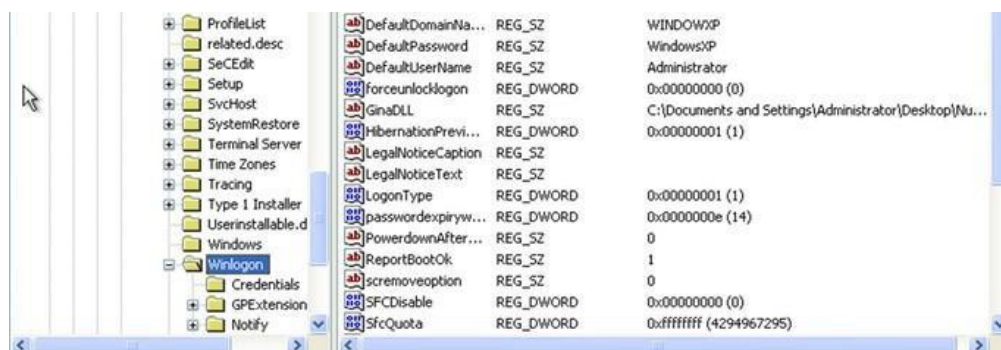 ProfileList
related.desc
SeCEdit
Setup
SvcHost
SystemRestore
Terminal Server
Time Zones
Tracing
Type 1 Installer
Userinstallable.d
Windows
Winlogon
Credentials
GPExtension
Notify
DefaultDomainNa... REG_SZ WINDOWXP
DefaultPassword REG_SZ WindowsXP
DefaultUserName REG_SZ Administrator
forceunlocklogon REG_DWORD 0x00000000 (0)
GinaDLL REG_SZ C:\Documents and Settings\Administrator\Desktop\Nu...
HibernationPrevi... REG_DWORD 0x00000001 (1)
LegalNoticeCaption REG_SZ
LegalNoticeText REG_SZ
LogonType REG_DWORD 0x00000001 (1)
passwordexpiryw... REG_DWORD 0x0000000e (14)
PowerdownAfter... REG_SZ 0
ReportBootOk REG_SZ 1
scremoveoption REG_SZ 0
SFCDisable REG_DWORD 0x00000000 (0)
SfcQuota REG_DWORD 0xffffffff (4294967295)